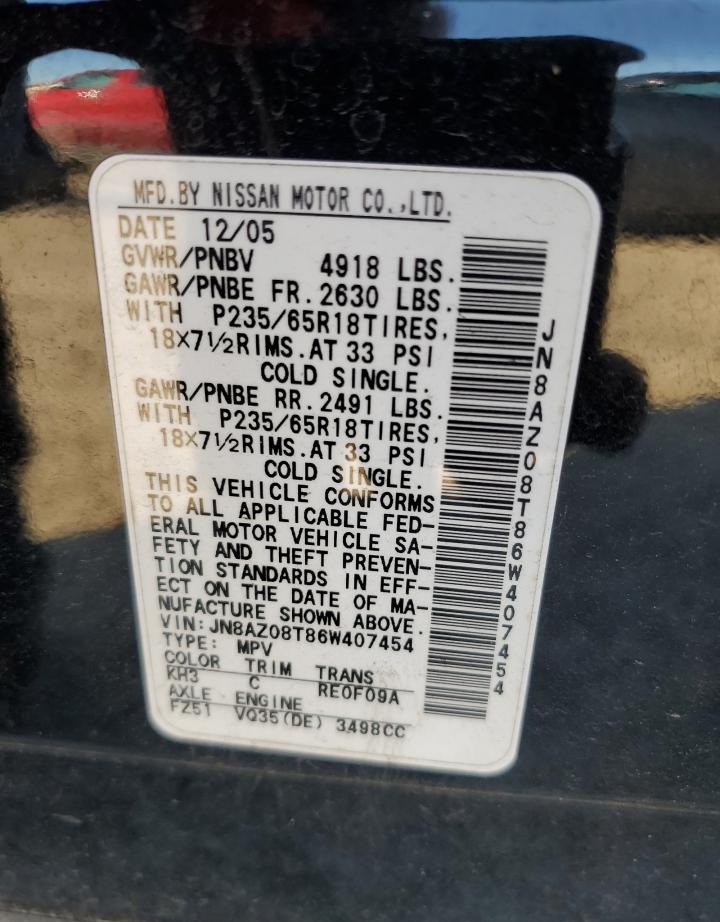 MFD.BY NISSAN MOTOR CO.,LTD.
DATE 12/05
GVWR/PNBV 4918 LBS.
GAWR/PNBE FR.2630 LBS.
WITH P235/65R18TIRES,
18X7½RIMS.AT 33 PSI
COLD SINGLE.
GAWR/PNBE RR.2491 LBS.
WITH P235/65R18TIRES,
18X7½RIMS.AT 33 PSI
COLD SINGLE.
THIS VEHICLE CONFORMS
TO ALL APPLICABLE FED-
ERAL MOTOR VEHICLE SA-
FETY AND THEFT PREVEN-
TION STANDARDS IN EFF-
ECT ON THE DATE OF MA-
NUFACTURE SHOWN ABOVE.
VIN:JN8AZ08T86W407454
TYPE: MPV
COLOR TRIM TRANS
KH3 C RE0F09A
AXLE ENGINE
FZ51 VQ35(DE) 3498CC
JN8AZ08T86W407454